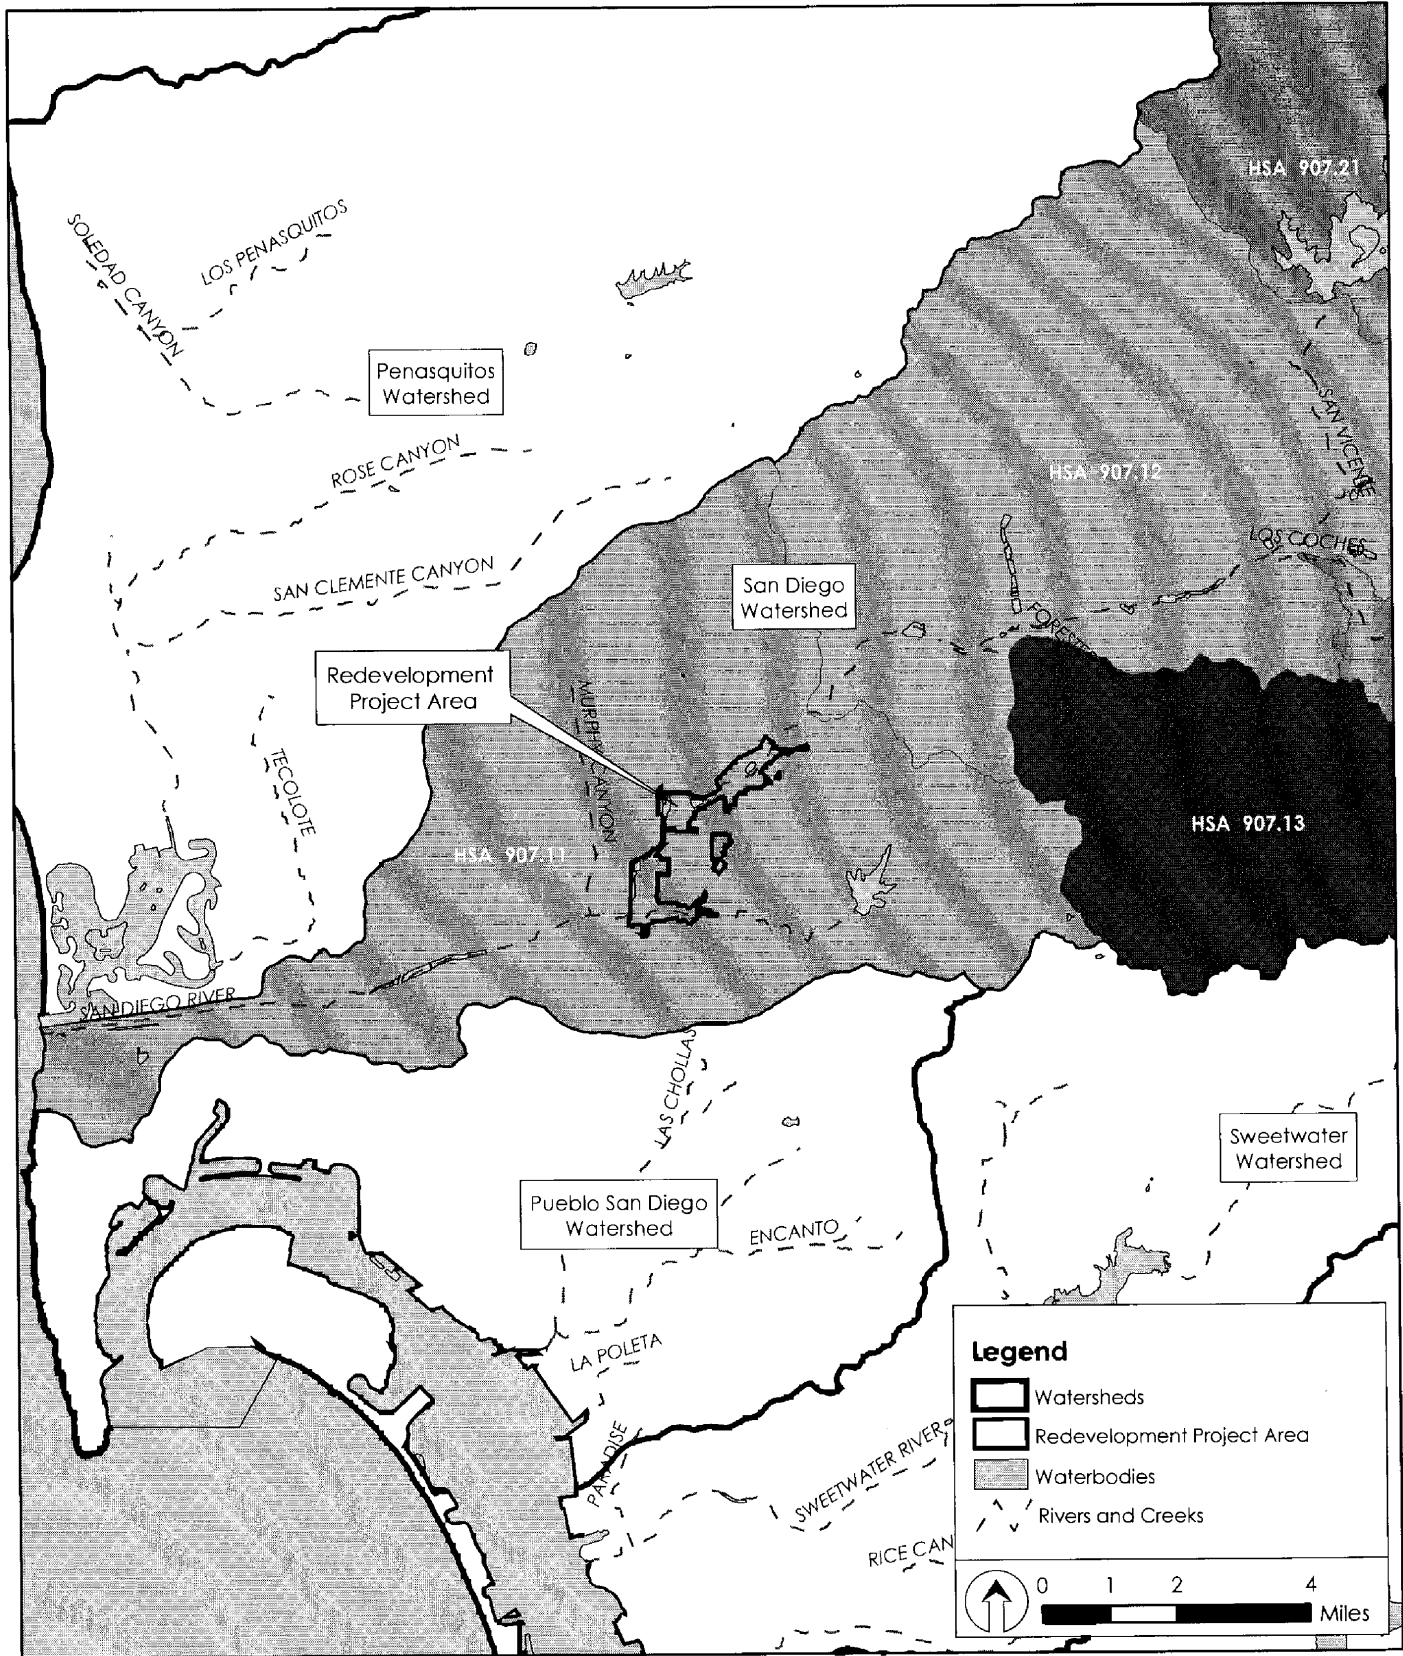 HSA 907.21
SOLEDAD CANYON
LOS PENASQUITOS
Penasquitos
Watershed
SAN VICENTE
ROSE CANYON
HSA 907.12
LOS COCHES
SAN CLEMENTE CANYON
San Diego
Watershed
FORESTER
Redevelopment
Project Area
MURPHY CANYON
TECOLOTE
HSA 907.13
HSA 907.11
SAN DIEGO RIVER
LAS CHOLLAS
Sweetwater
Watershed
Pueblo San Diego
Watershed
ENCANTO
LA POLETA
PARADISE
SWEETWATER RIVER
RICE CAN
Legend
Watersheds
Redevelopment Project Area
Waterbodies
Rivers and Creeks
0 1 2 4
Miles